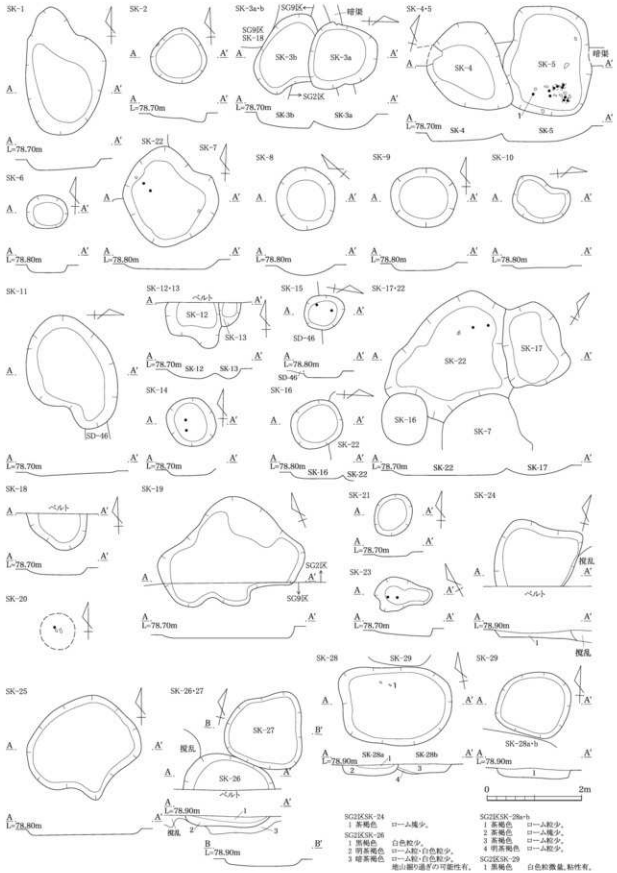 SK-1
A
A'
A
A'
L=78.70m
SK-2
A
A'
A
A'
L=78.70m
SK-3a・b
SG9区
SK-18
SG9区
暗渠
SK-3b
SK-3a
A
A'
SG2区
A
A'
L=78.70m
SK-3b
SK-3a
SK-4・5
A
A'
SK-4
SK-5
暗渠
1
A
A'
L=78.70m
SK-4
SK-5
SK-6
A
A'
A
A'
L=78.80m
SK-22
SK-7
A
A'
A
A'
L=78.80m
SK-8
A
A'
A
A'
L=78.80m
SK-9
A
A'
A
A'
L=78.80m
SK-10
A
A'
A
A'
L=78.80m
SK-11
A
A'
SD-46
A
A'
L=78.70m
SK-12・13
ベルト
A
A'
SK-12
SK-13
A
A'
L=78.70m
SK-12
SK-13
SK-14
A
A'
A
A'
L=78.70m
SK-15
A
A'
SD-46
A
A'
L=78.80m
SD-46
SK-16
A
A'
SK-22
A
A'
L=78.80m
SK-16
SK-22
SK-17・22
A
A'
SK-22
SK-17
SK-16
SK-7
A
A'
L=78.70m
SK-22
SK-17
SK-18
ベルト
A
A'
A
A'
L=78.70m
SK-19
A
A'
SG2区
SG9区
A
A'
L=78.70m
SK-20
SK-21
A
A'
A
A'
L=78.70m
SK-23
A
A'
A
A'
L=78.70m
SK-24
A
A'
撹乱
ベルト
A
A'
L=78.90m
1
撹乱
SK-25
A
A'
A
A'
L=78.80m
SK-26・27
B
B'
SK-27
撹乱
A
A'
SK-26
ベルト
A
A'
L=78.90m
1
撹乱
2
3
B
B'
L=78.90m
SK-28
SK-29
A
A'
A
A'
L=78.90m
SK-28a
SK-28b
1
2
3
4
SK-29
A
A'
SK-28a・b
A
A'
L=78.90m
1
0
2m
SG2区SK-24
1 茶褐色 ローム塊少。
SG2区SK-26
1 黒褐色 白色粒少。
2 明茶褐色 ローム粒・白色粒少。
3 暗茶褐色 ローム粒・白色粒少。
地山掘り過ぎの可能性有。
SG2区SK-28a・b
1 茶褐色 ローム粒少。
2 茶褐色 ローム塊少。
3 茶褐色 ローム粒少。
4 明茶褐色 ローム粒少。
SG2区SK-29
1 黒褐色 白色粒微量、粘性有。